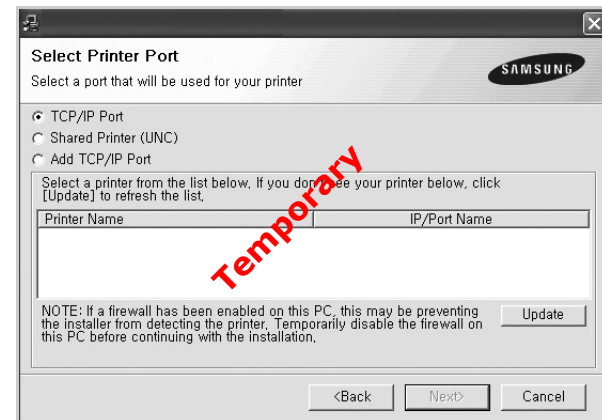 Select Printer Port
Select a port that will be used for your printer
SAMSUNG
TCP/IP Port
Shared Printer (UNC)
Add TCP/IP Port
Select a printer from the list below, If you don't see your printer below, click
[Update] to refresh the list,
Printer Name IP/Port Name
Temporary
NOTE: If a firewall has been enabled on this PC, this may be preventing
the installer from detecting the printer, Temporarily disable the firewall on
this PC before continuing with the installation,
Update
<Back Next> Cancel